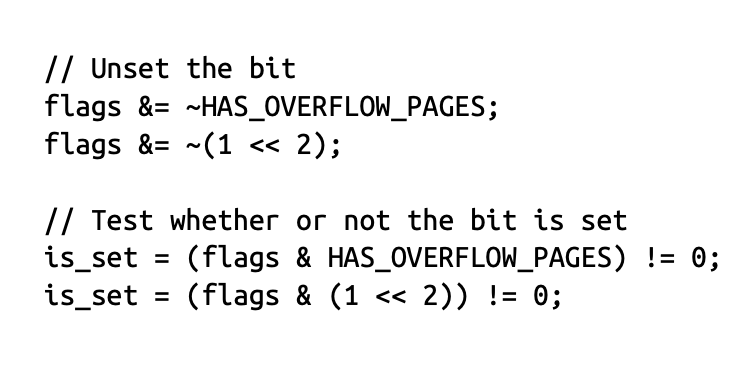 // Unset the bit
flags &= ~HAS_OVERFLOW_PAGES;
flags &= ~(1 << 2);
// Test whether or not the bit is set
is_set = (flags & HAS_OVERFLOW_PAGES) != 0;
is_set = (flags & (1 << 2)) != 0;